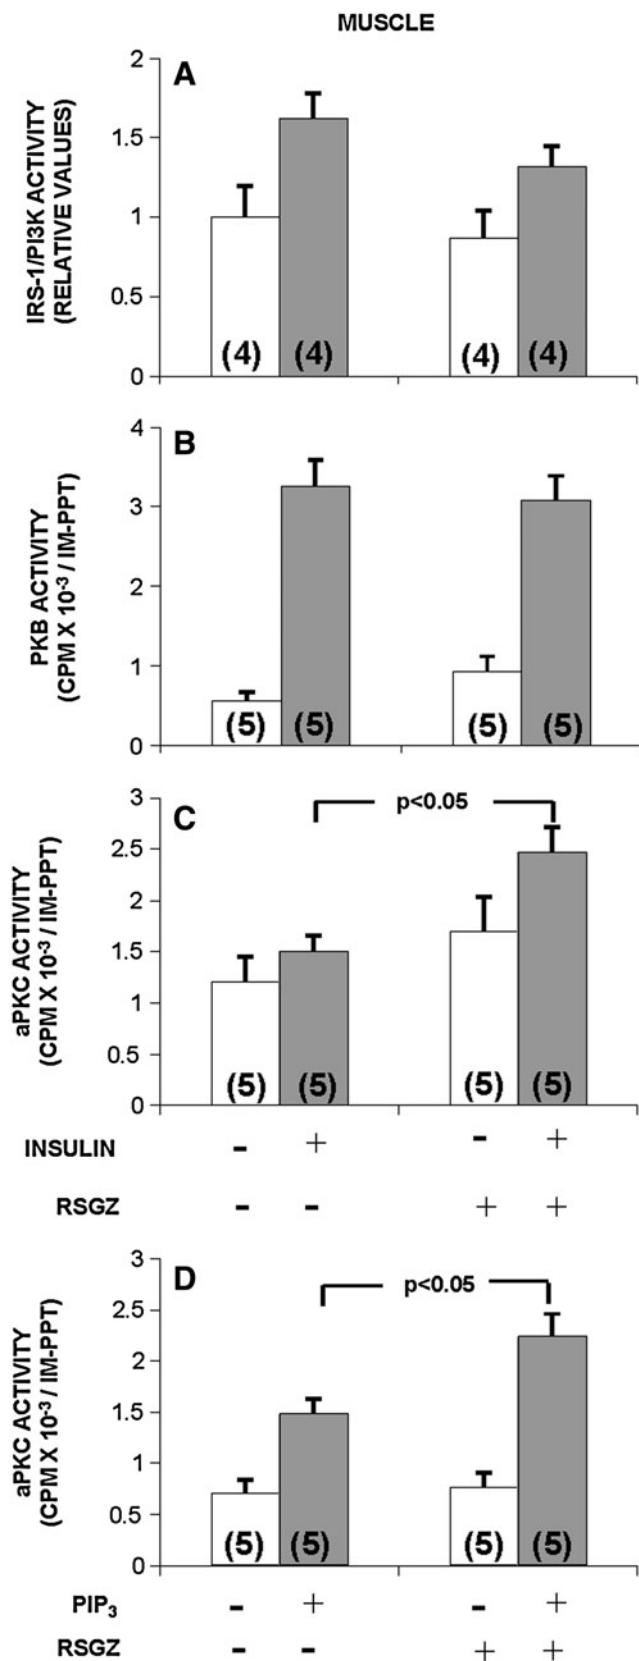 MUSCLE
A
IRS-1/PI3K ACTIVITY
(RELATIVE VALUES)
2
1.5
1
0.5
0
(4) (4) (4) (4)
B
PKB ACTIVITY
(CPM X 10⁻³ / IM-PPT)
4
3
2
1
0
(5) (5) (5) (5)
C
p<0.05
aPKC ACTIVITY
(CPM X 10⁻³ / IM-PPT)
3
2.5
2
1.5
1
0.5
0
(5) (5) (5) (5)
INSULIN - + - +
RSGZ - - + +
D
p<0.05
aPKC ACTIVITY
(CPM X 10⁻³ / IM-PPT)
3
2.5
2
1.5
1
0.5
0
(5) (5) (5) (5)
PIP₃ - + - +
RSGZ - - + +